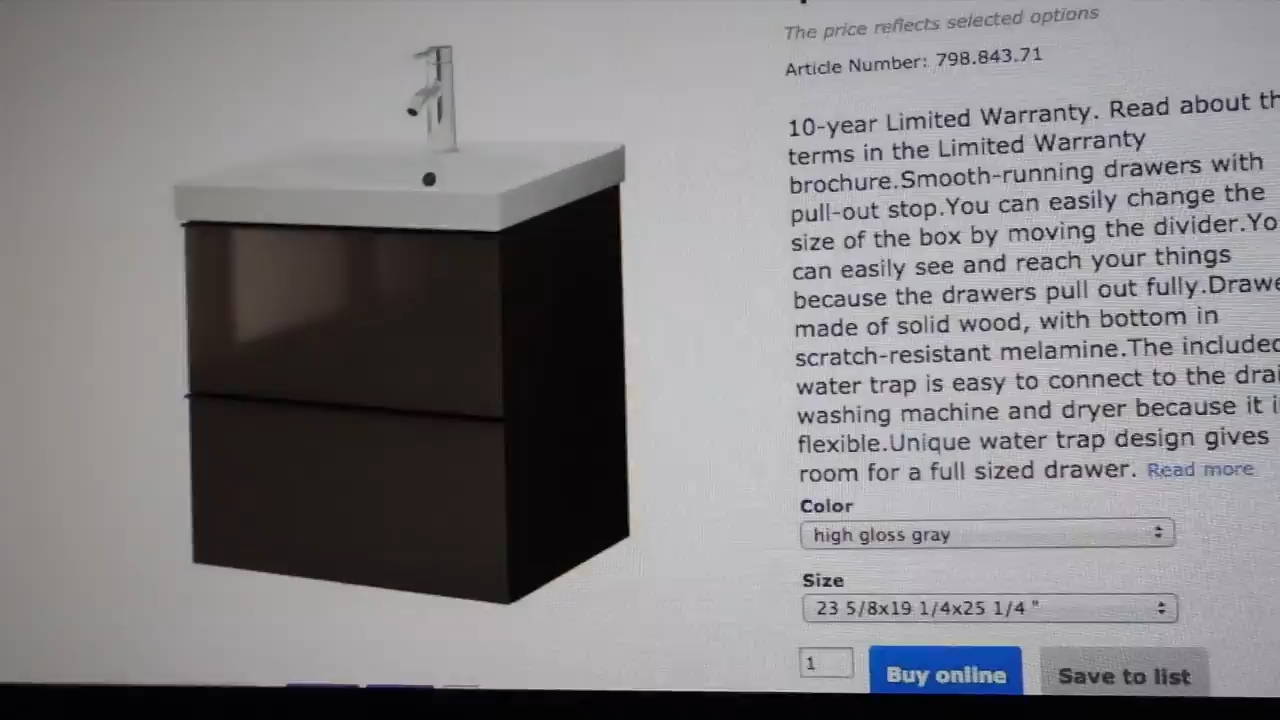 The price reflects selected options
Article Number: 798.843.71
10-year Limited Warranty. Read about
terms in the Limited Warranty
brochure.Smooth-running drawers with
pull-out stop.You can easily change the
size of the box by moving the divider.
can easily see and reach your things
because the drawers pull out fully.
made of solid wood, with bottom in
scratch-resistant melamine.The included
water trap is easy to connect to the
washing machine and dryer because it
flexible.Unique water trap design gives
room for a full sized drawer. Read more
Color
high gloss gray
Size
23 5/8x19 1/4x25 1/4 "
1
Buy online
Save to list